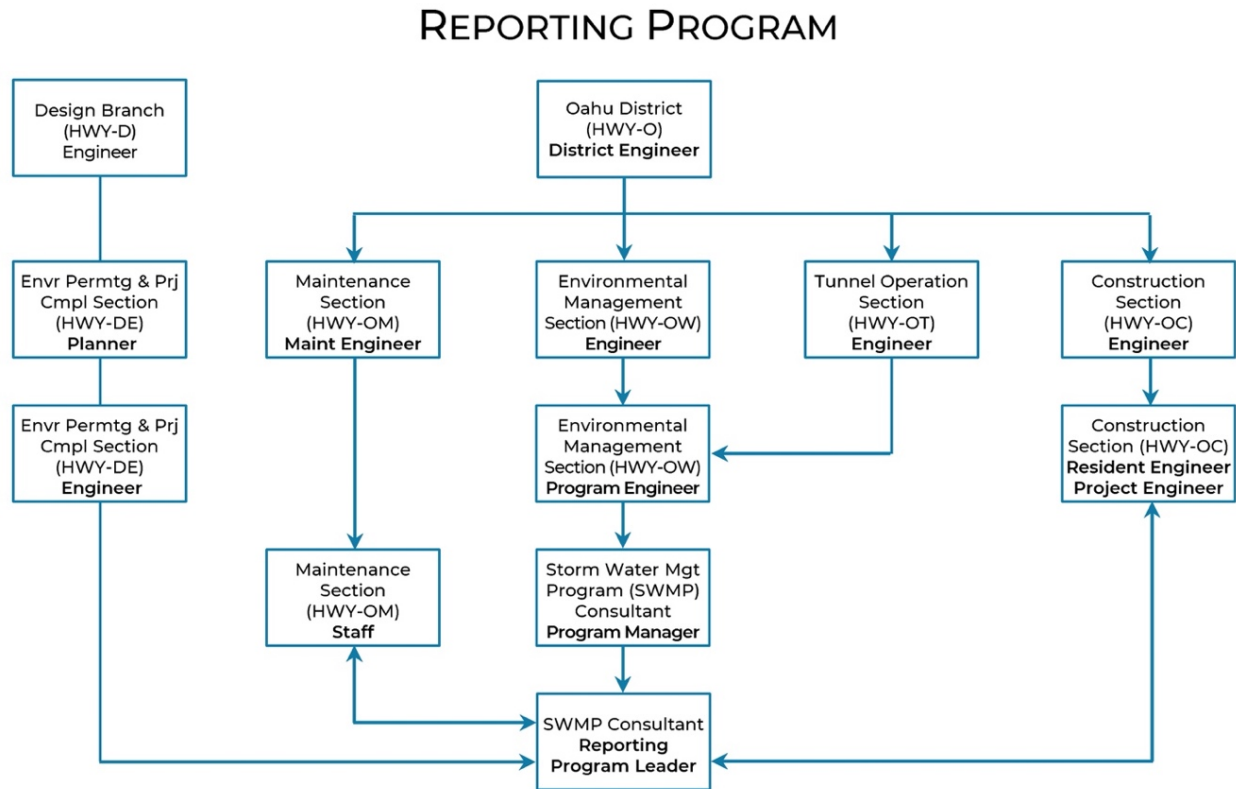 REPORTING PROGRAM
Design Branch
(HWY-D)
Engineer
Oahu District
(HWY-O)
District Engineer
Envr Permtg & Prj
Cmpl Section
(HWY-DE)
Planner
Maintenance
Section
(HWY-OM)
Maint Engineer
Environmental
Management
Section (HWY-OW)
Engineer
Tunnel Operation
Section
(HWY-OT)
Engineer
Construction
Section
(HWY-OC)
Engineer
Envr Permtg & Prj
Cmpl Section
(HWY-DE)
Engineer
Environmental
Management
Section (HWY-OW)
Program Engineer
Construction
Section (HWY-OC)
Resident Engineer
Project Engineer
Maintenance
Section
(HWY-OM)
Staff
Storm Water Mgt
Program (SWMP)
Consultant
Program Manager
SWMP Consultant
Reporting
Program Leader